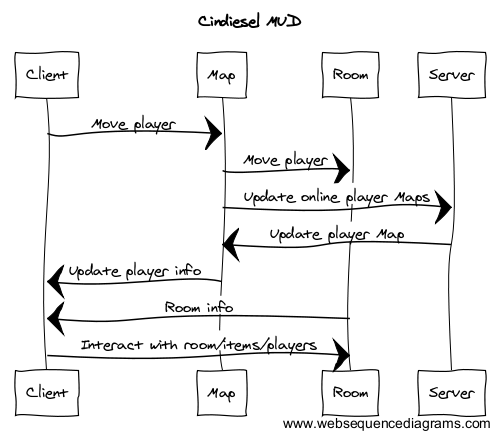 Cindiesel MUD
Client Map Room Server
Move player
Move player
Update online player Maps
Update player Map
Update player info
Room info
Interact with room/items/players
Client Map Room Server
www.websequencediagrams.com